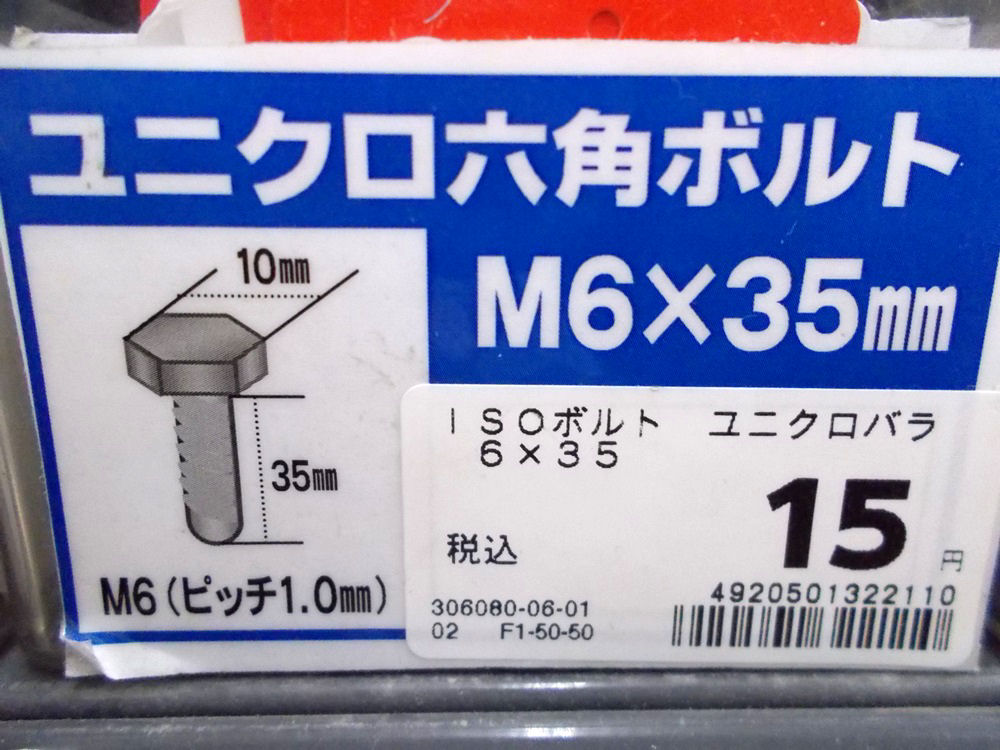 ユニクロ六角ボルト
M6×35mm
10mm
35mm
M6(ピッチ1.0mm)
ISOボルト ユニクロバラ
6×35
税込
15円
4920501322110
306080-06-01
02 F1-50-50